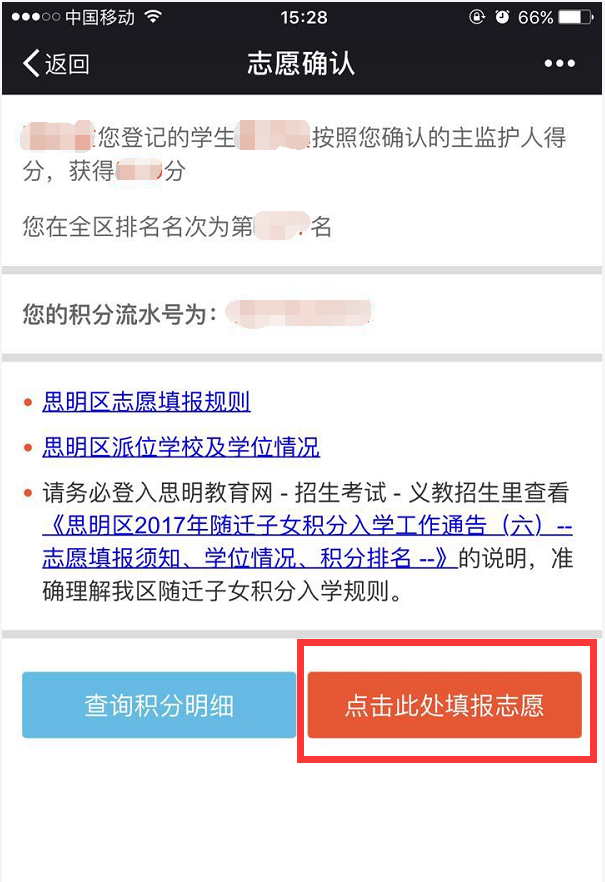 中国移动 15:28 66%
返回 志愿确认
您登记的学生 按照您确认的主监护人得
分，获得 分
您在全区排名名次为第 名
您的积分流水号为：
思明区志愿填报规则
思明区派位学校及学位情况
请务必登入思明教育网 - 招生考试 - 义教招生里查看
《思明区2017年随迁子女积分入学工作通告（六）--
志愿填报须知、学位情况、积分排名 --》的说明，准
确理解我区随迁子女积分入学规则。
查询积分明细 点击此处填报志愿